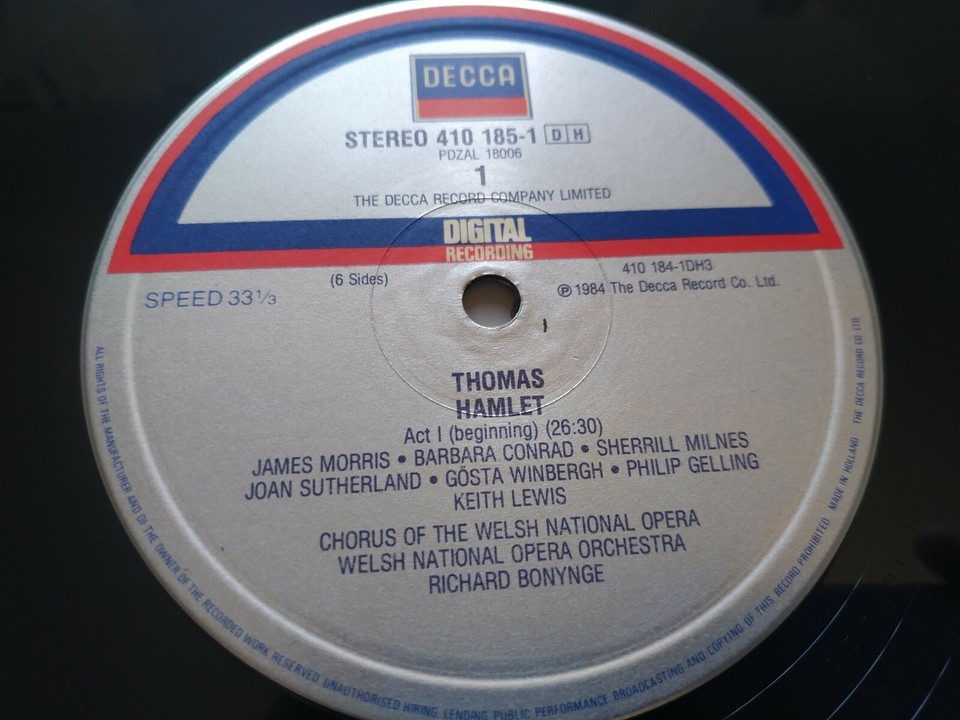 DECCA
STEREO 410 185-1 D H
PDZAL 18006
1
THE DECCA RECORD COMPANY LIMITED
DIGITAL
RECORDING
(6 Sides)
410 184-1DH3
SPEED 33⅓
℗ 1984 The Decca Record Co. Ltd.
THOMAS
HAMLET
Act I (beginning) (26:30)
JAMES MORRIS • BARBARA CONRAD • SHERRILL MILNES
JOAN SUTHERLAND • GÖSTA WINBERGH • PHILIP GELLING
KEITH LEWIS
CHORUS OF THE WELSH NATIONAL OPERA
WELSH NATIONAL OPERA ORCHESTRA
RICHARD BONYNGE
ALL RIGHTS OF THE MANUFACTURER AND OF THE OWNER OF THE RECORDED WORK RESERVED. UNAUTHORISED HIRING, LENDING, PUBLIC PERFORMANCE, BROADCASTING AND COPYING OF THIS RECORD PROHIBITED MADE IN HOLLAND THE DECCA RECORD CO LTD